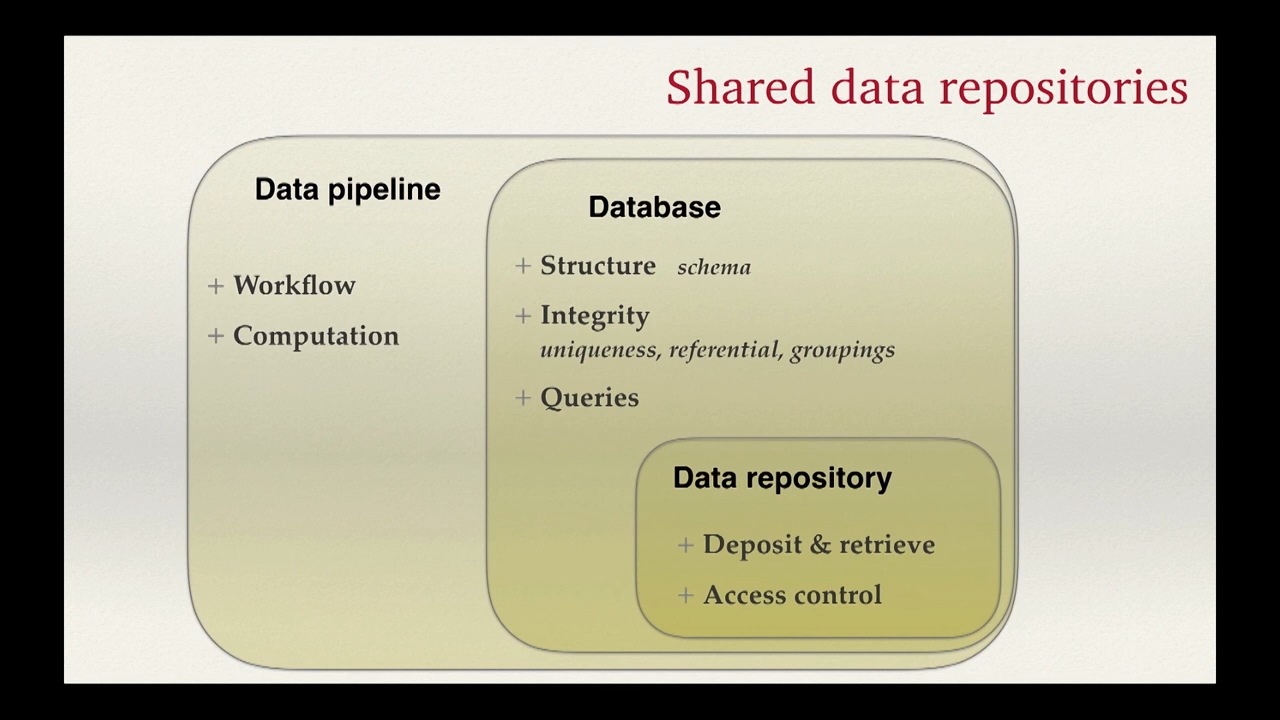 Shared data repositories
Data pipeline
+ Workflow
+ Computation
Database
+ Structure schema
+ Integrity
uniqueness, referential, groupings
+ Queries
Data repository
+ Deposit & retrieve
+ Access control